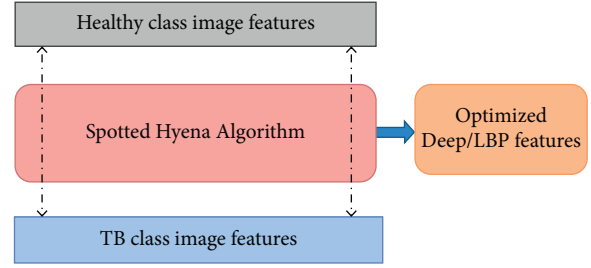 Healthy class image features
Spotted Hyena Algorithm
Optimized
Deep/LBP features
TB class image features